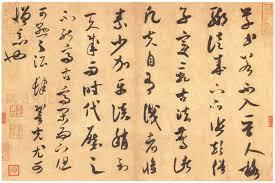 草書若不入晉人格
輒徒成下品張顛俗
子變亂古法驚諸
凡夫自有識者懷
素少加平淡稍到
天成而時代壓之
不能高古高閑而下但
可懸之酒肆䛒光尤可
憎惡也